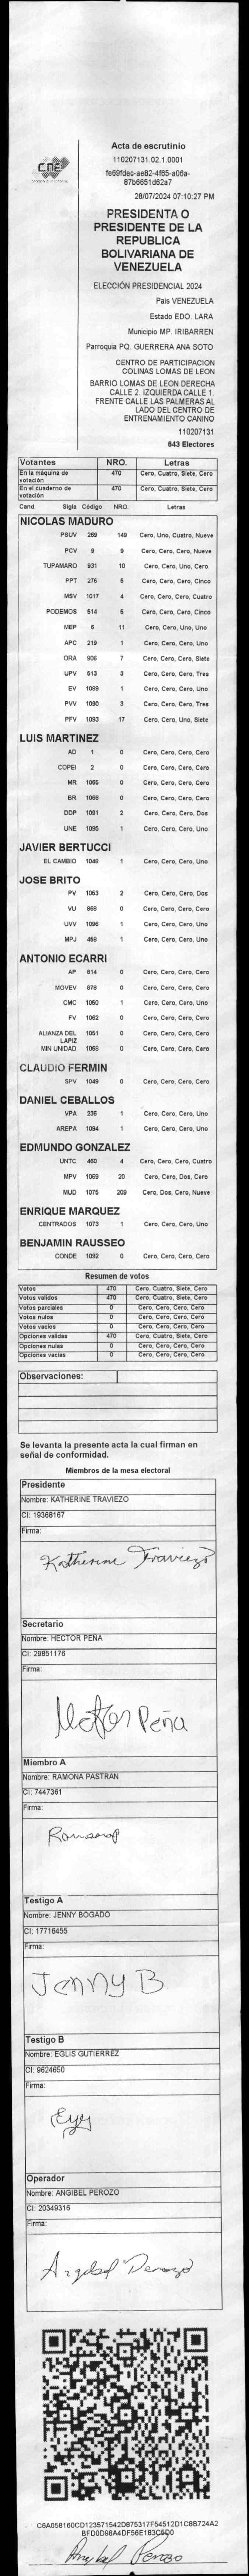 CNE
Acta de escrutinio
110207131.02.1.0001
fe69fdec-ae82-4f65-a06a-
87b6651d62a7
28/07/2024 07:10:27 PM
PRESIDENTA O
PRESIDENTE DE LA
REPUBLICA
BOLIVARIANA DE
VENEZUELA
ELECCIÓN PRESIDENCIAL 2024
País VENEZUELA
Estado EDO. LARA
Municipio MP. IRIBARREN
Parroquia PQ. GUERRERA ANA SOTO
CENTRO DE PARTICIPACION
COLINAS LOMAS DE LEON
BARRIO LOMAS DE LEON DERECHA
CALLE 2. IZQUIERDA CALLE 1.
FRENTE CALLE LAS PALMERAS AL
LADO DEL CENTRO DE
ENTRENAMIENTO CANINO
110207131
643 Electores
Votantes NRO. Letras
En la máquina de votación 470 Cero, Cuatro, Siete, Cero
En el cuaderno de votación 470 Cero, Cuatro, Siete, Cero
Cand. Sigla Código NRO. Letras
NICOLAS MADURO
PSUV 269 149 Cero, Uno, Cuatro, Nueve
PCV 9 9 Cero, Cero, Cero, Nueve
TUPAMARO 931 10 Cero, Cero, Uno, Cero
PPT 276 5 Cero, Cero, Cero, Cinco
MSV 1017 4 Cero, Cero, Cero, Cuatro
PODEMOS 514 5 Cero, Cero, Cero, Cinco
MEP 6 11 Cero, Cero, Uno, Uno
APC 219 1 Cero, Cero, Cero, Uno
ORA 906 7 Cero, Cero, Cero, Siete
UPV 613 3 Cero, Cero, Cero, Tres
EV 1089 1 Cero, Cero, Cero, Uno
PVV 1090 3 Cero, Cero, Cero, Tres
PFV 1093 17 Cero, Cero, Uno, Siete
LUIS MARTINEZ
AD 1 0 Cero, Cero, Cero, Cero
COPEI 2 0 Cero, Cero, Cero, Cero
MR 1065 0 Cero, Cero, Cero, Cero
BR 1066 0 Cero, Cero, Cero, Cero
DDP 1091 2 Cero, Cero, Cero, Dos
UNE 1095 1 Cero, Cero, Cero, Uno
JAVIER BERTUCCI
EL CAMBIO 1048 1 Cero, Cero, Cero, Uno
JOSE BRITO
PV 1053 2 Cero, Cero, Cero, Dos
VU 868 0 Cero, Cero, Cero, Cero
UVV 1096 1 Cero, Cero, Cero, Uno
MPJ 458 1 Cero, Cero, Cero, Uno
ANTONIO ECARRI
AP 814 0 Cero, Cero, Cero, Cero
MOVEV 878 0 Cero, Cero, Cero, Cero
CMC 1050 1 Cero, Cero, Cero, Uno
FV 1062 0 Cero, Cero, Cero, Cero
ALIANZA DEL LAPIZ 1051 0 Cero, Cero, Cero, Cero
MIN UNIDAD 1068 0 Cero, Cero, Cero, Cero
CLAUDIO FERMIN
SPV 1049 0 Cero, Cero, Cero, Cero
DANIEL CEBALLOS
VPA 236 1 Cero, Cero, Cero, Uno
AREPA 1094 1 Cero, Cero, Cero, Uno
EDMUNDO GONZALEZ
UNTC 460 4 Cero, Cero, Cero, Cuatro
MPV 1069 20 Cero, Cero, Dos, Cero
MUD 1075 209 Cero, Dos, Cero, Nueve
ENRIQUE MARQUEZ
CENTRADOS 1073 1 Cero, Cero, Cero, Uno
BENJAMIN RAUSSEO
CONDE 1092 0 Cero, Cero, Cero, Cero
Resumen de votos
Votos 470 Cero, Cuatro, Siete, Cero
Votos validos 470 Cero, Cuatro, Siete, Cero
Votos parciales 0 Cero, Cero, Cero, Cero
Votos nulos 0 Cero, Cero, Cero, Cero
Votos vacios 0 Cero, Cero, Cero, Cero
Opciones validas 470 Cero, Cuatro, Siete, Cero
Opciones nulas 0 Cero, Cero, Cero, Cero
Opciones vacias 0 Cero, Cero, Cero, Cero
Observaciones:
Se levanta la presente acta la cual firman en
señal de conformidad.
Miembros de la mesa electoral
Presidente
Nombre: KATHERINE TRAVIEZO
CI: 19368167
Firma:
Katherine Traviezo
Secretario
Nombre: HECTOR PEÑA
CI: 29851176
Firma:
Hector Peña
Miembro A
Nombre: RAMONA PASTRAN
CI: 7447361
Firma:
Testigo A
Nombre: JENNY BOGADO
CI: 17716455
Firma:
Jenny B
Testigo B
Nombre: EGLIS GUTIERREZ
CI: 9624650
Firma:
Operador
Nombre: ANGIBEL PEROZO
CI: 20349316
Firma:
Angibel Perozo
C6A058160CD123571542D875317F54512D1C8B724A2
BFD0D98A4DF56E183C5D0
Angibel Perozo